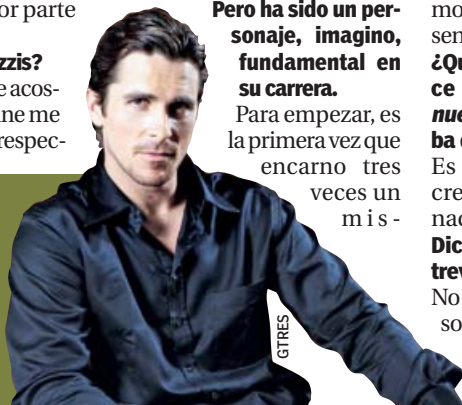 or parte
zzis?
e acos-
ne me
respec-
Pero ha sido un per-
sonaje, imagino,
fundamental en
su carrera.
Para empezar, es
la primera vez que
encarno tres
veces un
mis-
GTRES
mo
sen
¿Qu
ce
nue
ba
Es
cre
nac
Dic
trev
No
so